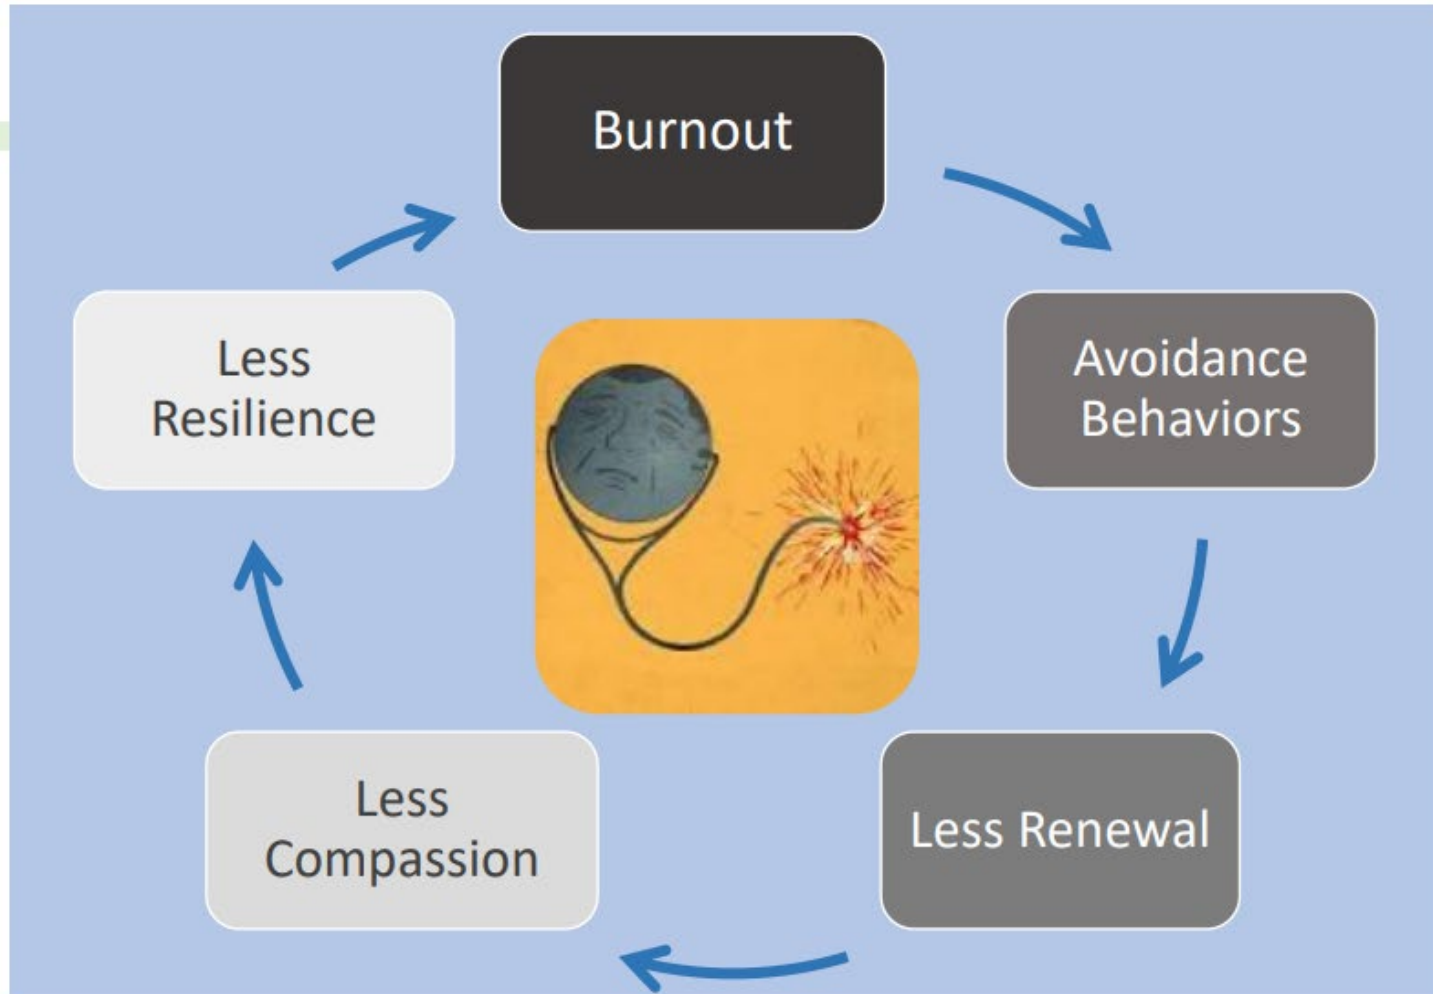 Burnout
Avoidance
Behaviors
Less Renewal
Less
Compassion
Less
Resilience